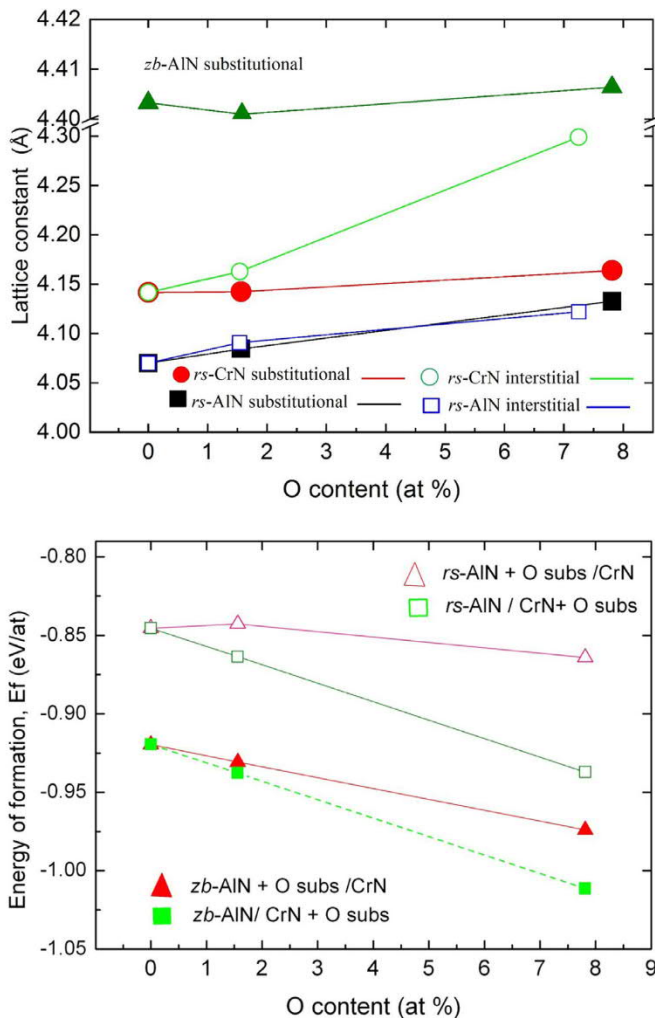 4.42
4.41
zb-AlN substitutional
4.40
4.30
4.25
4.20
4.15
4.10
4.05
4.00
Lattice constant (Å)
rs-CrN substitutional
rs-CrN interstitial
rs-AlN substitutional
rs-AlN interstitial
0 1 2 3 4 5 6 7 8
O content (at %)
-0.80
-0.85
-0.90
-0.95
-1.00
-1.05
Energy of formation, Ef (eV/at)
rs-AlN + O subs /CrN
rs-AlN / CrN+ O subs
zb-AlN + O subs /CrN
zb-AlN/ CrN + O subs
0 1 2 3 4 5 6 7 8 9
O content (at %)